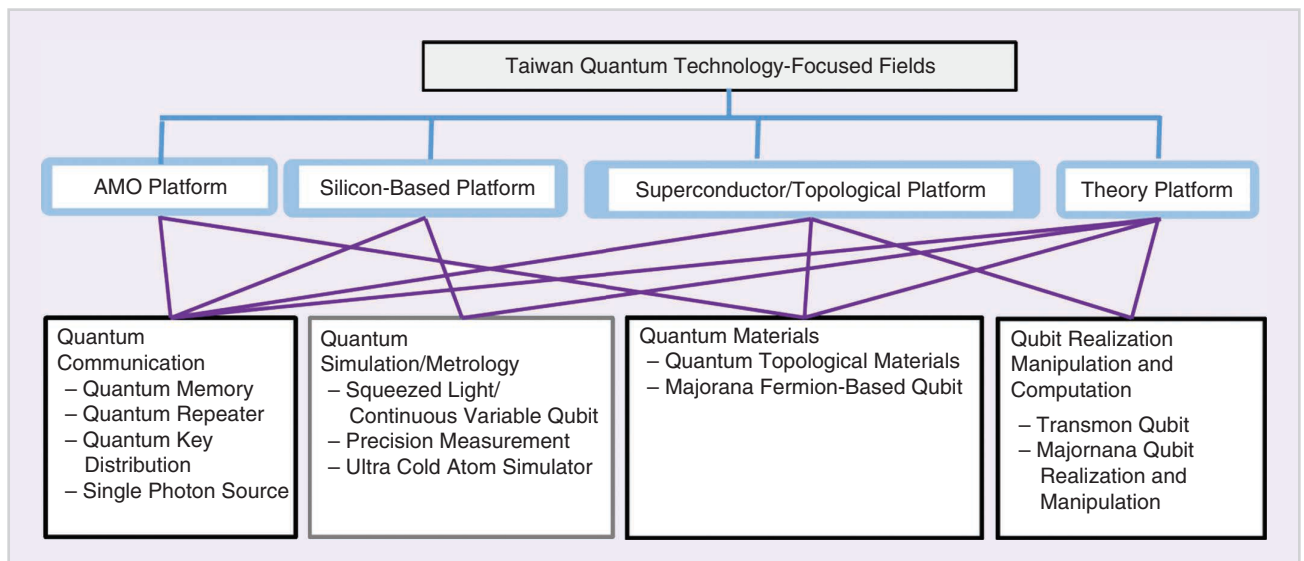 Taiwan Quantum Technology-Focused Fields
AMO Platform
Silicon-Based Platform
Superconductor/Topological Platform
Theory Platform
Quantum
Communication
– Quantum Memory
– Quantum Repeater
– Quantum Key
Distribution
– Single Photon Source
Quantum
Simulation/Metrology
– Squeezed Light/
Continuous Variable Qubit
– Precision Measurement
– Ultra Cold Atom Simulator
Quantum Materials
– Quantum Topological Materials
– Majorana Fermion-Based Qubit
Qubit Realization
Manipulation and
Computation
– Transmon Qubit
– Majornana Qubit
Realization and
Manipulation